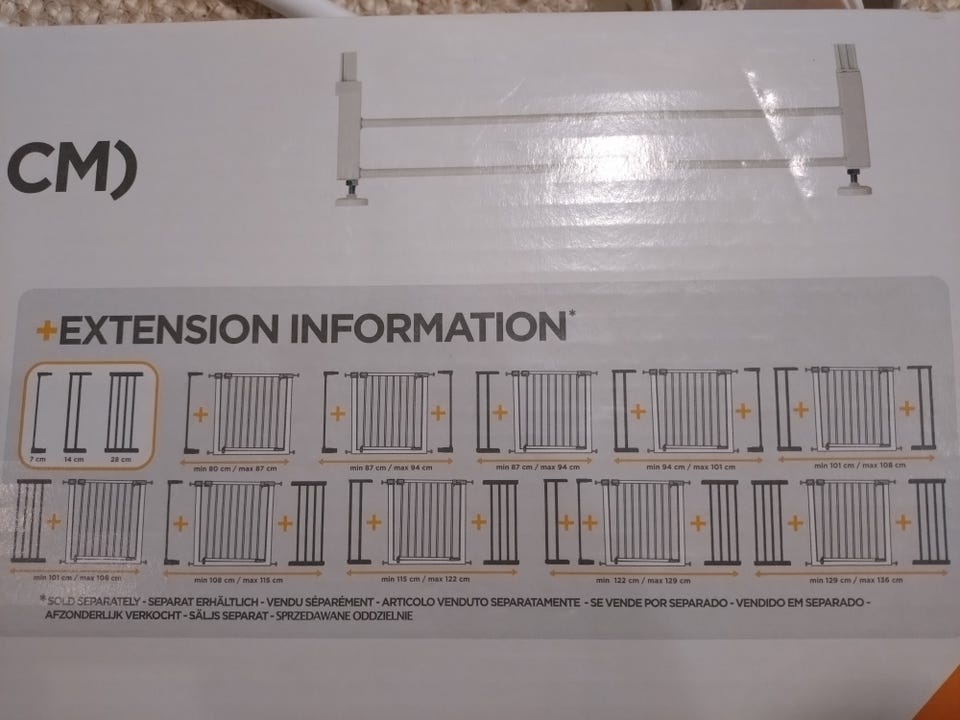 CM)
+EXTENSION INFORMATION*
7 cm 14 cm 28 cm
min 80 cm / max 87 cm
min 87 cm / max 94 cm
min 87 cm / max 94 cm
min 94 cm / max 101 cm
min 101 cm / max 108 cm
min 101 cm / max 108 cm
min 108 cm / max 115 cm
min 115 cm / max 122 cm
min 122 cm / max 129 cm
min 129 cm / max 136 cm
* SOLD SEPARATELY - SEPARAT ERHÄLTLICH - VENDU SÉPARÉMENT - ARTICOLO VENDUTO SEPARATAMENTE - SE VENDE POR SEPARADO - VENDIDO EM SEPARADO -
AFZONDERLIJK VERKOCHT - SÄLJS SEPARAT - SPRZEDAWANE ODDZIELNIE